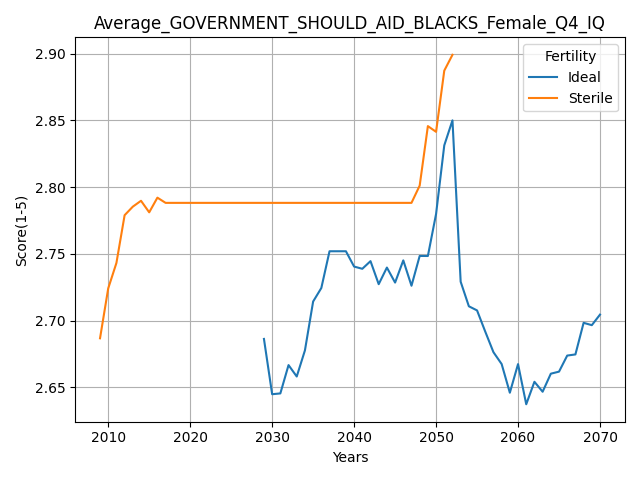 Average_GOVERNMENT_SHOULD_AID_BLACKS_Female_Q4_IQ
Fertility
Ideal
Sterile
Score(1-5)
2.90
2.85
2.80
2.75
2.70
2.65
2010 2020 2030 2040 2050 2060 2070
Years